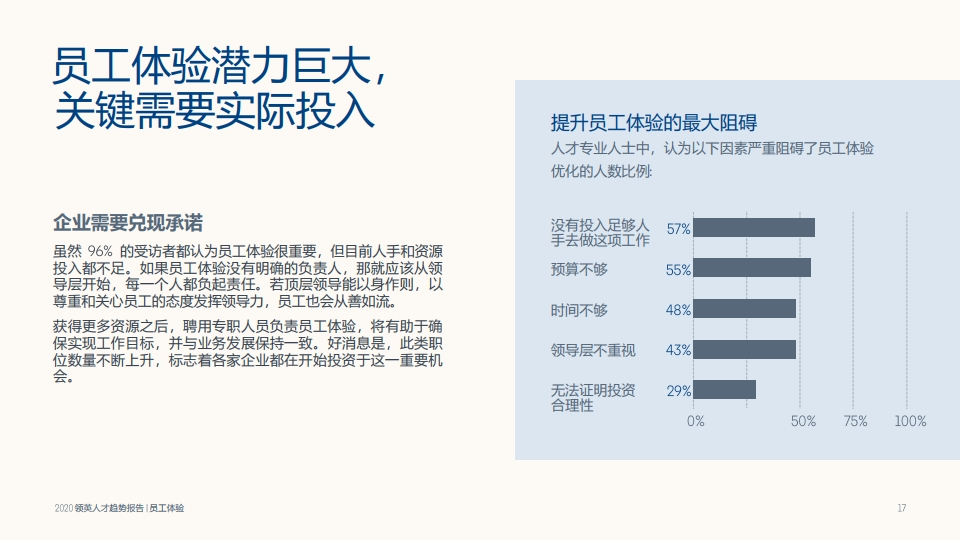 员工体验潜力巨大，
关键需要实际投入
企业需要兑现承诺
虽然 96% 的受访者都认为员工体验很重要，但目前人手和资源
投入都不足。如果员工体验没有明确的负责人，那就应该从领
导层开始，每一个人都负起责任。若顶层领导能以身作则，以
尊重和关心员工的态度发挥领导力，员工也会从善如流。
获得更多资源之后，聘用专职人员负责员工体验，将有助于确
保实现工作目标，并与业务发展保持一致。好消息是，此类职
位数量不断上升，标志着各家企业都在开始投资于这一重要机
会。
提升员工体验的最大阻碍
人才专业人士中，认为以下因素严重阻碍了员工体验
优化的人数比例:
没有投入足够人
手去做这项工作
57%
预算不够
55%
时间不够
48%
领导层不重视
43%
无法证明投资
合理性
29%
0% 50% 75% 100%
2020 领英人才趋势报告 | 员工体验
17